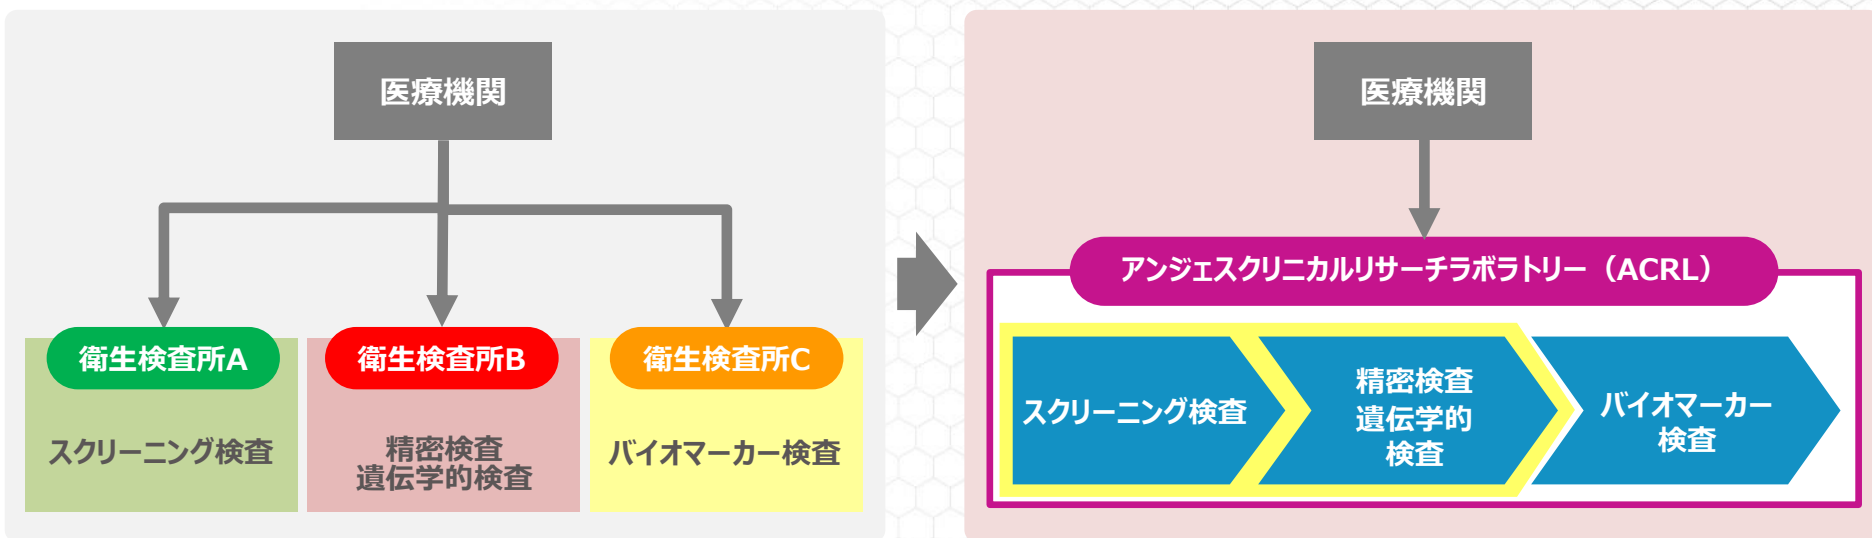 医療機関
衛生検査所A
スクリーニング検査
衛生検査所B
精密検査
遺伝学的検査
衛生検査所C
バイオマーカー検査
医療機関
アンジェスクリニカルリサーチラボラトリー（ACRL）
スクリーニング検査
精密検査
遺伝学的
検査
バイオマーカー
検査